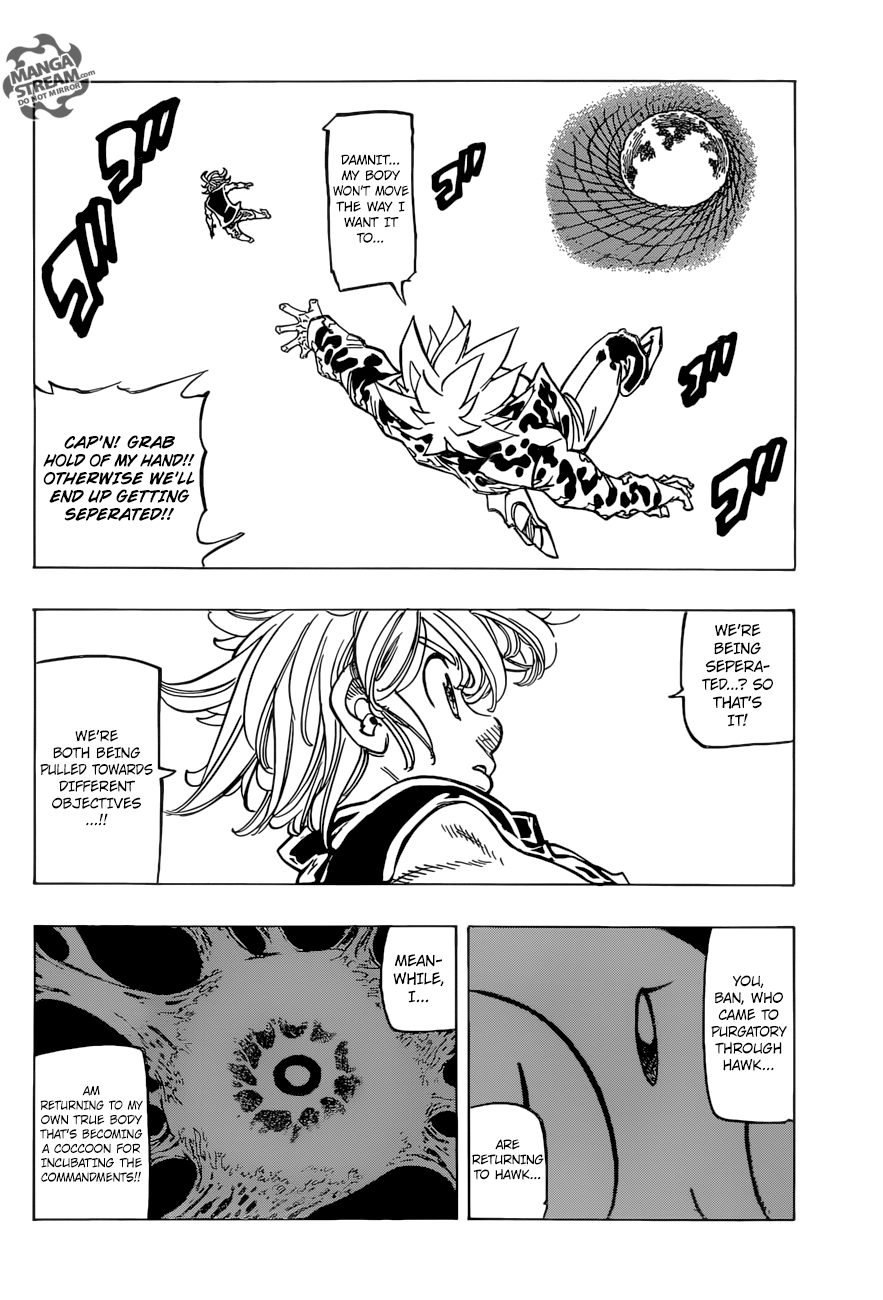 MANGA
STREAM.com
DO NOT MIRROR
DAMNIT...
MY BODY
WON'T MOVE
THE WAY I
WANT IT
TO...
CAP'N! GRAB
HOLD OF MY HAND!!
OTHERWISE WE'LL
END UP GETTING
SEPERATED!!
WE'RE
BEING
SEPERA-
TED...? SO
THAT'S
IT!
WE'RE
BOTH BEING
PULLED TOWARDS
DIFFERENT
OBJECTIVES
...!!
YOU,
BAN, WHO
CAME TO
PURGATORY
THROUGH
HAWK...
ARE
RETURNING
TO HAWK...
MEAN-
WHILE,
I...
AM
RETURNING TO MY
OWN TRUE BODY
THAT'S BECOMING
A COCCOON FOR
INCUBATING THE
COMMANDMENTS!!